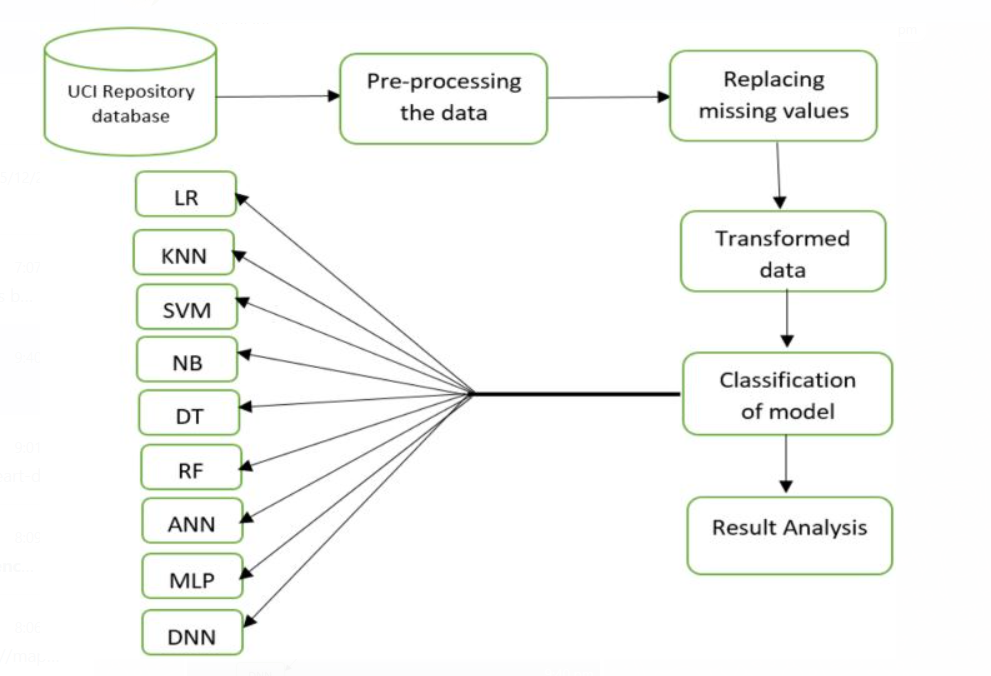 UCI Repository
database
Pre-processing
the data
Replacing
missing values
Transformed
data
Classification
of model
Result Analysis
LR
KNN
SVM
NB
DT
RF
ANN
MLP
DNN